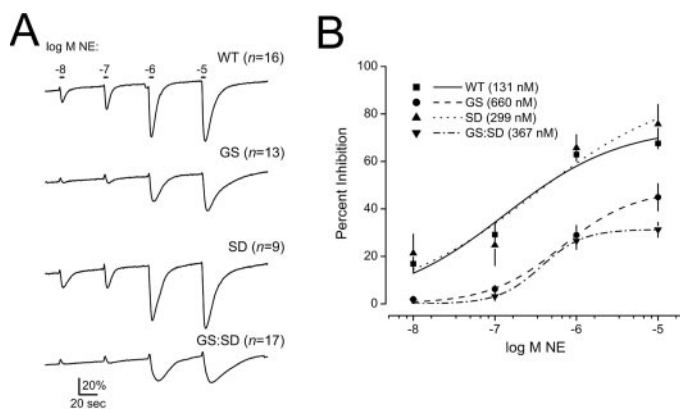 A
log M NE:
WT (n=16)
-8 -7 -6 -5
GS (n=13)
SD (n=9)
GS:SD (n=17)
20%
20 sec
B
100
80
60
40
20
0
Percent Inhibition
WT (131 nM)
GS (660 nM)
SD (299 nM)
GS:SD (367 nM)
-8 -7 -6 -5
log M NE